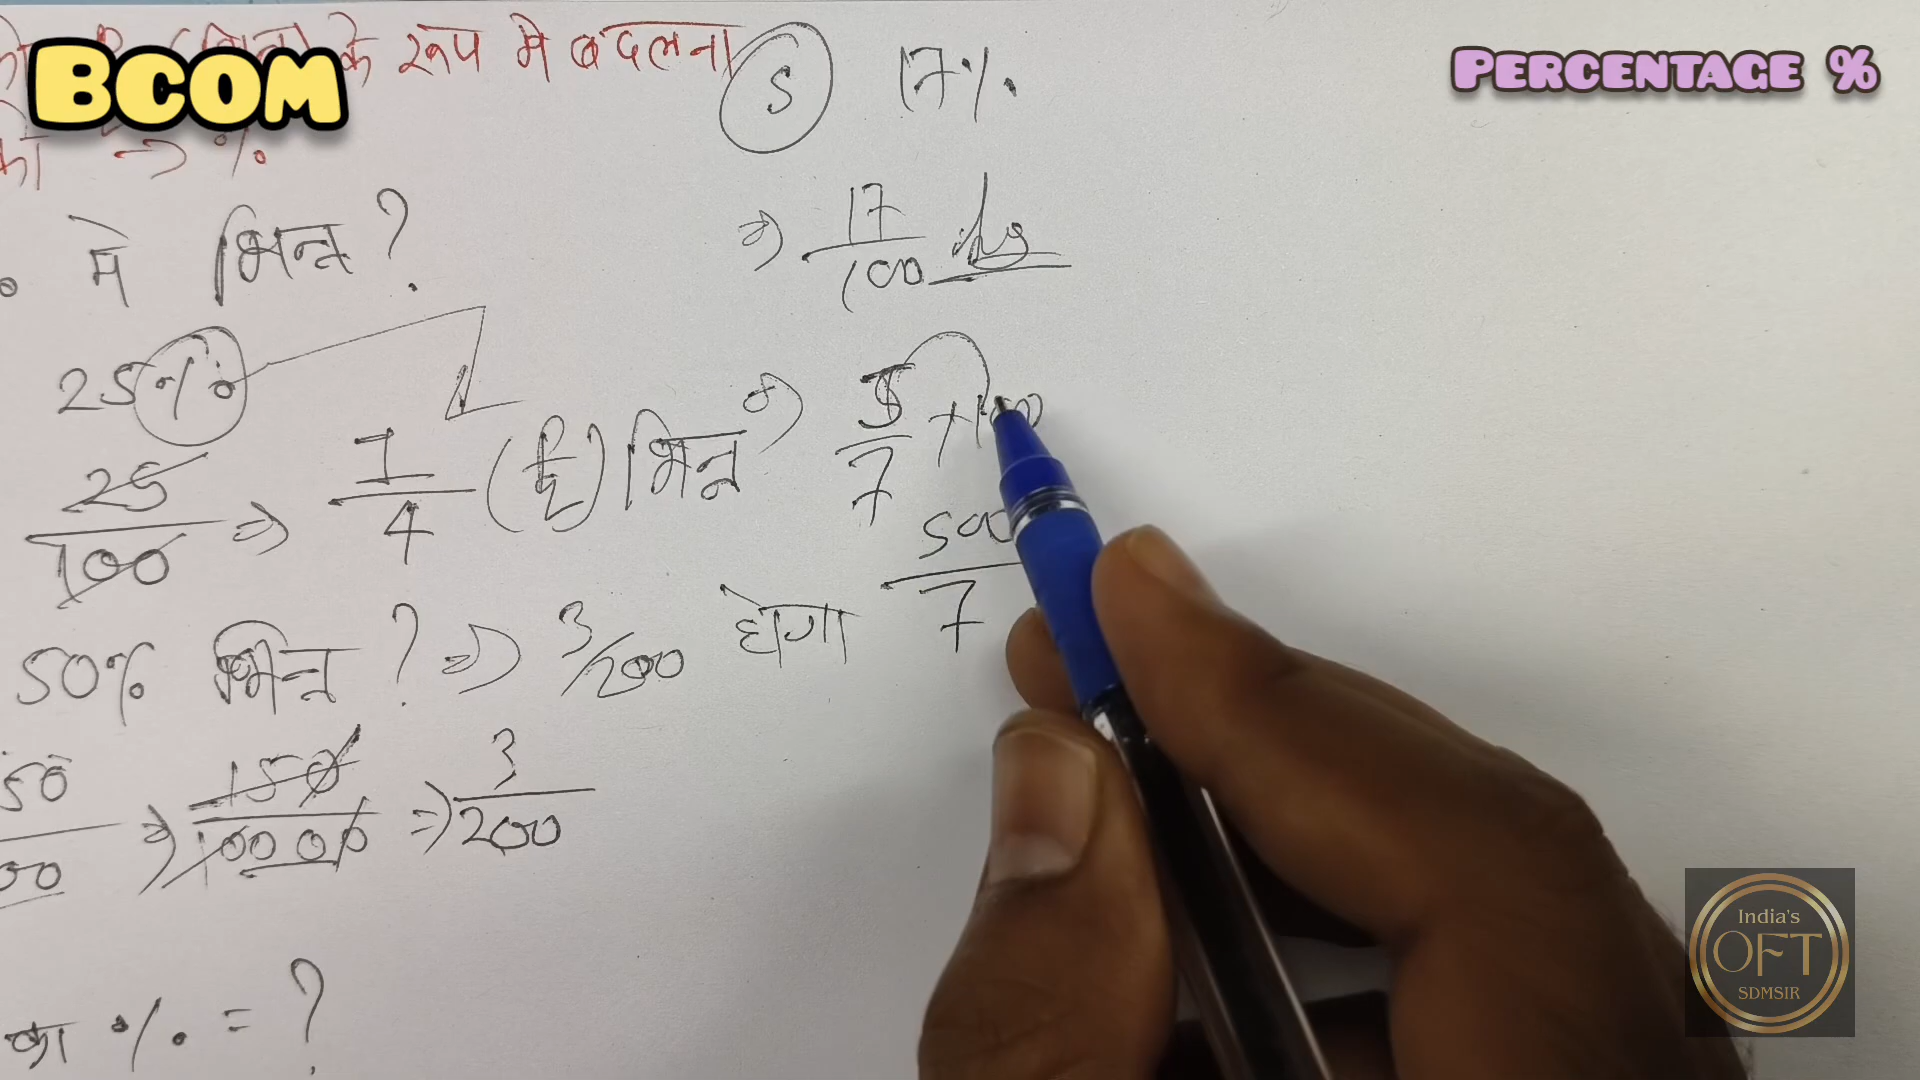 BCOM
PERCENTAGE %
के रूप मे बदलना
→ %
मे भिन्न ?
25%
25/100 ⇒ 1/4 भिन्न
50% भिन्न ? ⇒ 3/200
50
⇒ 150/10000 ⇒ 3/200
का % = ?
5 17%
⇒ 17/100
⇒ 5/7 × 100
होगा 500/7
India's
OFT
SDMSIR